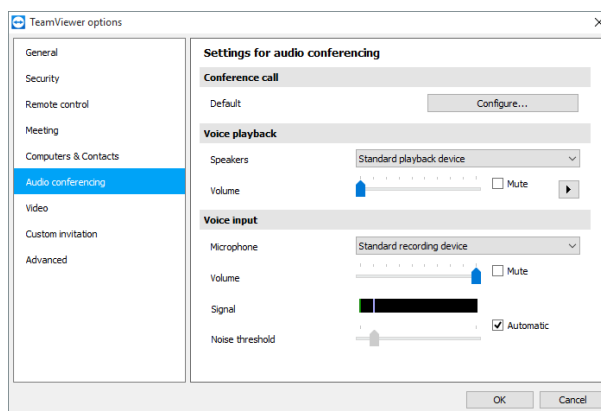 TeamViewer options
General
Security
Remote control
Meeting
Computers & Contacts
Audio conferencing
Video
Custom invitation
Advanced
Settings for audio conferencing
Conference call
Default
Configure...
Voice playback
Speakers
Standard playback device
Volume
Mute
Voice input
Microphone
Standard recording device
Volume
Mute
Signal
Automatic
Noise threshold
OK
Cancel